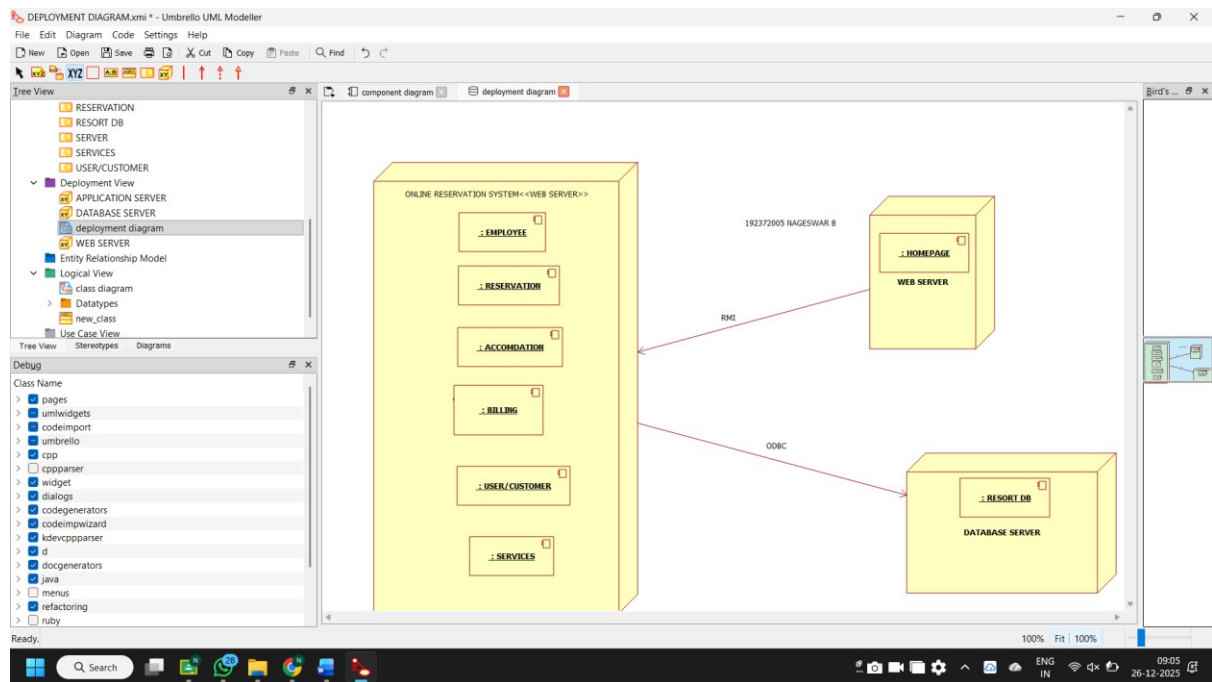 DEPLOYMENT DIAGRAM.xmi * - Umbrello UML Modeller
File Edit Diagram Code Settings Help
New Open Save Cut Copy Paste Find
XYZ
A:B
Tree View
component diagram
deployment diagram
Bird's ...
RESERVATION
RESORT DB
SERVER
SERVICES
USER/CUSTOMER
Deployment View
APPLICATION SERVER
DATABASE SERVER
deployment diagram
WEB SERVER
Entity Relationship Model
Logical View
class diagram
Datatypes
new_class
Use Case View
Tree View Stereotypes Diagrams
Debug
Class Name
pages
umlwidgets
codeimport
umbrello
cpp
cppparser
widget
dialogs
codegenerators
codeimpwizard
kdevcppparser
d
docgenerators
java
menus
refactoring
ruby
ONLINE RESERVATION SYSTEM<<WEB SERVER>>
: EMPLOYEE
: RESERVATION
: ACCOMDATION
: BILLING
: USER/CUSTOMER
: SERVICES
192372005 NAGESWAR B
: HOMEPAGE
WEB SERVER
RMI
ODBC
: RESORT DB
DATABASE SERVER
Ready.
100% Fit 100%
Search
28
ENG
IN
09:05
26-12-2025